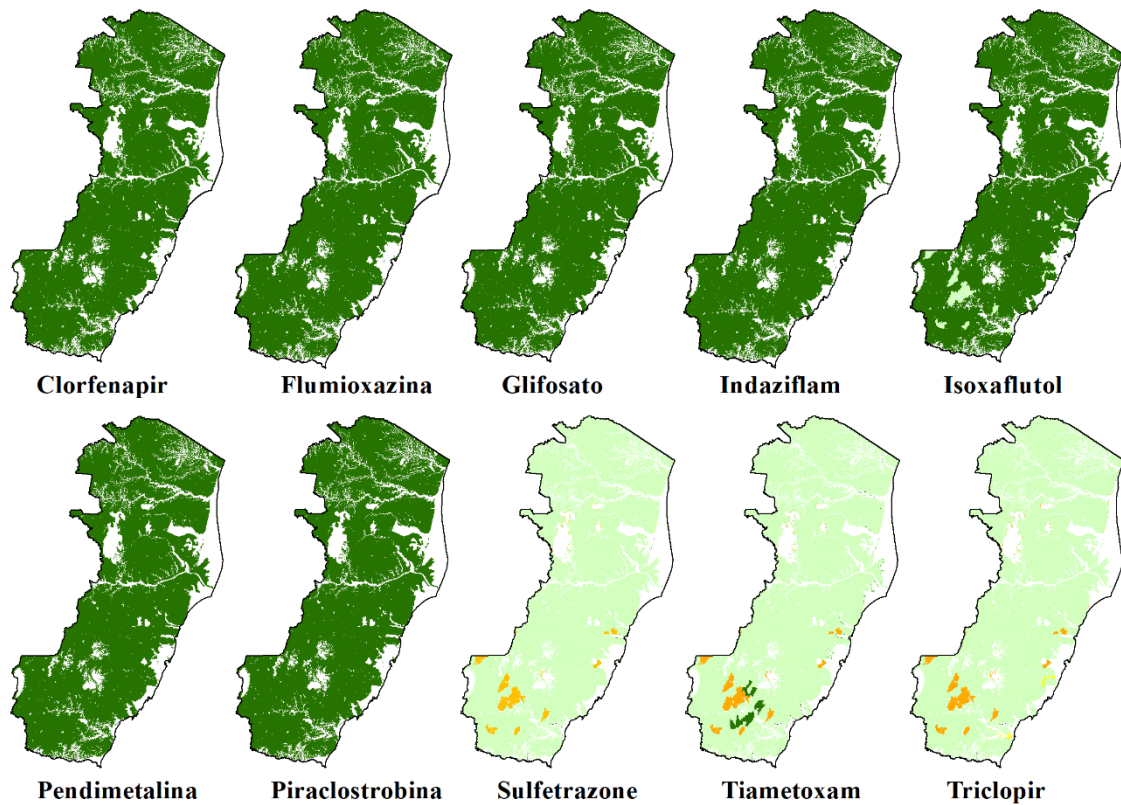 Clorfenapir Flumioxazina Glifosato Indaziflam Isoxaflutol
Pendimetalina Piraclostrobina Sulfetrazone Tiametoxam Triclopir